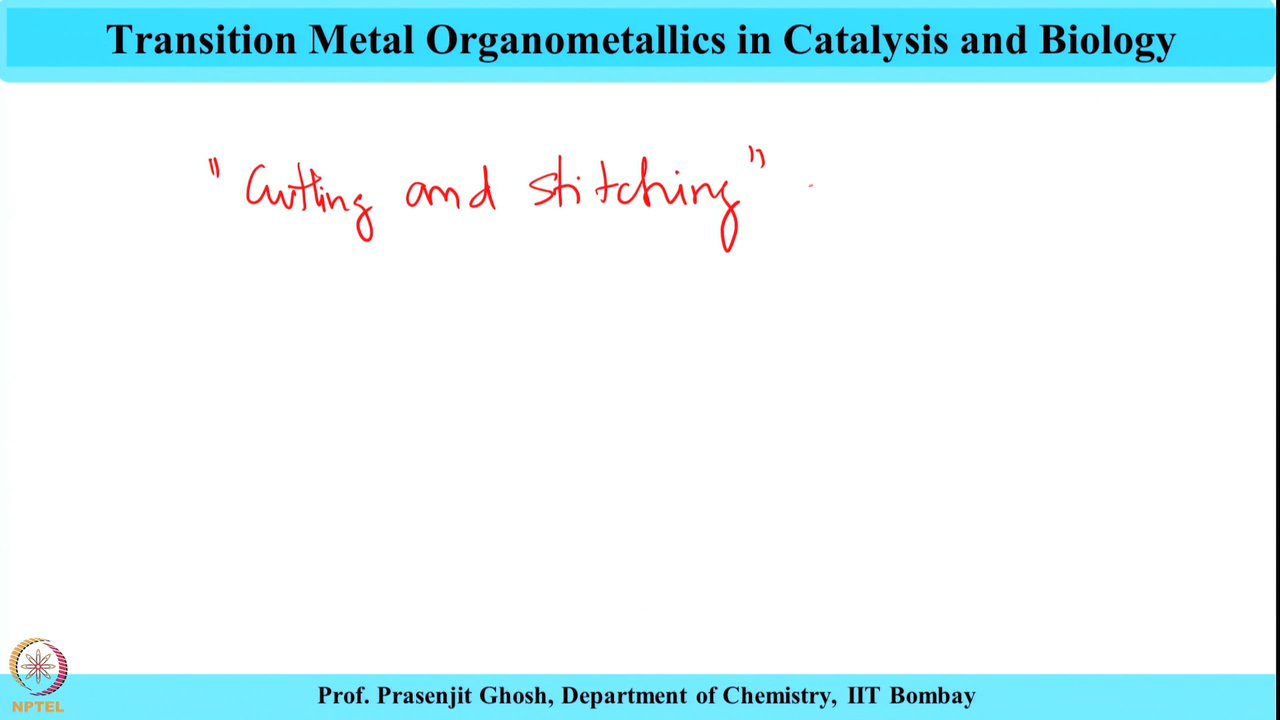 Transition Metal Organometallics in Catalysis and Biology
"Cutting and stitching"
NPTEL
Prof. Prasenjit Ghosh, Department of Chemistry, IIT Bombay